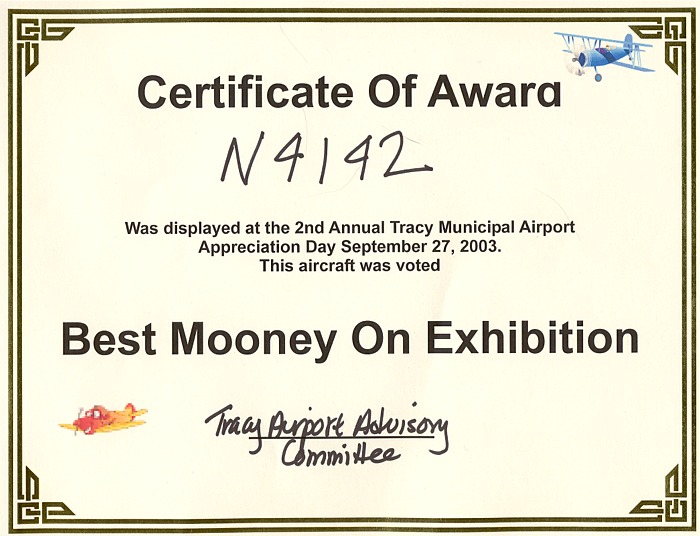 Certificate Of Award
N4142
Was displayed at the 2nd Annual Tracy Municipal Airport
Appreciation Day September 27, 2003.
This aircraft was voted
Best Mooney On Exhibition
Tracy Airport Advisory
Committee